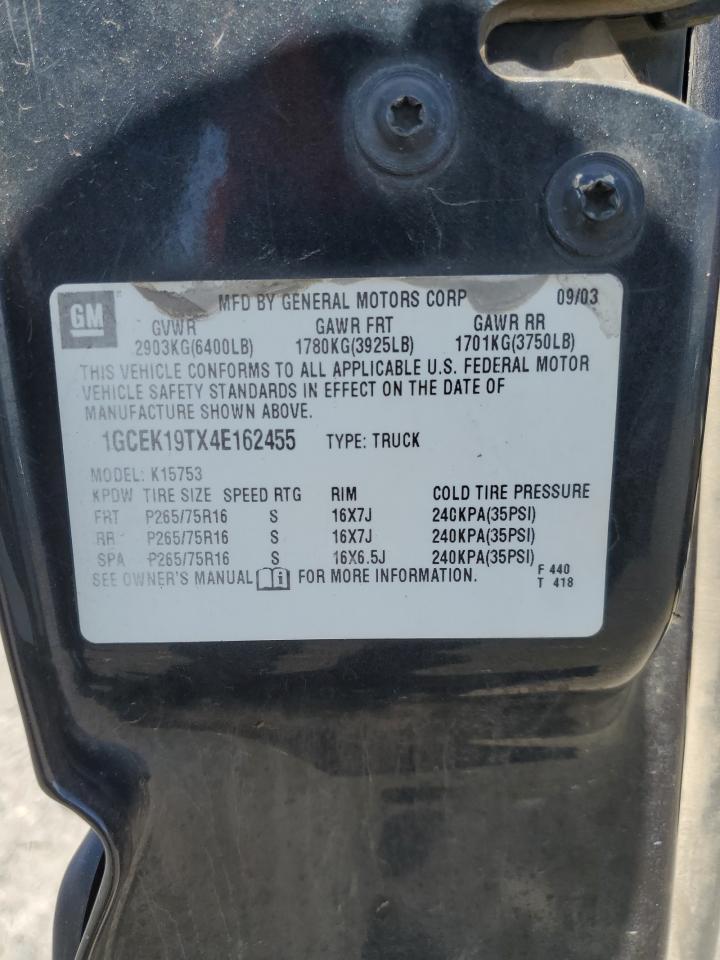 GM
MFD BY GENERAL MOTORS CORP 09/03
GVWR GAWR FRT GAWR RR
2903KG(6400LB) 1780KG(3925LB) 1701KG(3750LB)
THIS VEHICLE CONFORMS TO ALL APPLICABLE U.S. FEDERAL MOTOR
VEHICLE SAFETY STANDARDS IN EFFECT ON THE DATE OF
MANUFACTURE SHOWN ABOVE.
1GCEK19TX4E162455 TYPE: TRUCK
MODEL: K15753
KPDW TIRE SIZE SPEED RTG RIM COLD TIRE PRESSURE
FRT P265/75R16 S 16X7J 240KPA(35PSI)
RR P265/75R16 S 16X7J 240KPA(35PSI)
SPA P265/75R16 S 16X6.5J 240KPA(35PSI)
SEE OWNER'S MANUAL i FOR MORE INFORMATION. F 440
T 418